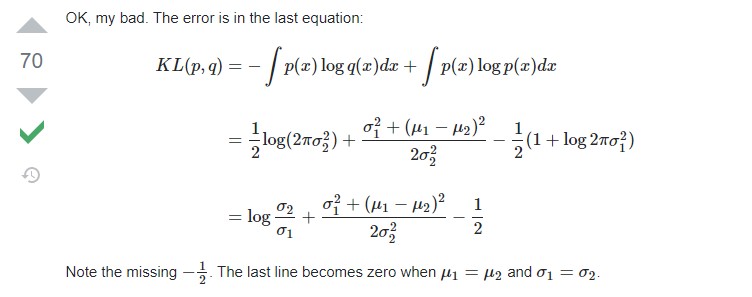 OK, my bad. The error is in the last equation:
70
KL(p, q) = − ∫ p(x) log q(x)dx + ∫ p(x) log p(x)dx
= 1/2 log(2πσ₂²) + (σ₁² + (μ₁ − μ₂)²)/(2σ₂²) − 1/2 (1 + log 2πσ₁²)
= log σ₂/σ₁ + (σ₁² + (μ₁ − μ₂)²)/(2σ₂²) − 1/2
Note the missing −1/2. The last line becomes zero when μ₁ = μ₂ and σ₁ = σ₂.